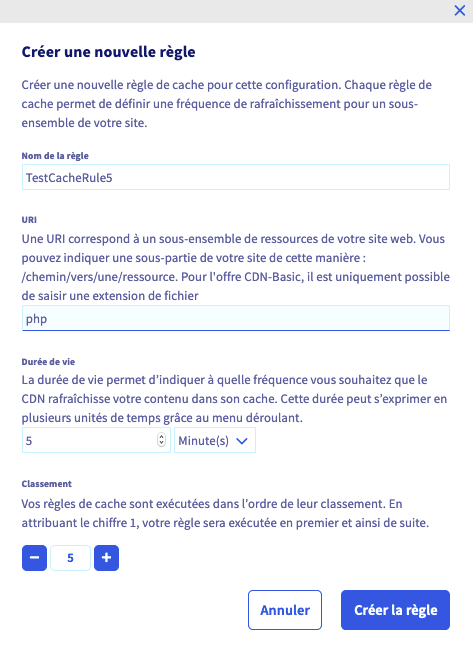 Créer une nouvelle règle
Créer une nouvelle règle de cache pour cette configuration. Chaque règle de
cache permet de définir une fréquence de rafraîchissement pour un sous-
ensemble de votre site.
Nom de la règle
TestCacheRule5
URI
Une URI correspond à un sous-ensemble de ressources de votre site web. Vous
pouvez indiquer une sous-partie de votre site de cette manière :
/chemin/vers/une/ressource. Pour l'offre CDN-Basic, il est uniquement possible
de saisir une extension de fichier
php
Durée de vie
La durée de vie permet d’indiquer à quelle fréquence vous souhaitez que le
CDN rafraîchisse votre contenu dans son cache. Cette durée peut s’exprimer en
plusieurs unités de temps grâce au menu déroulant.
5 Minute(s)
Classement
Vos règles de cache sont exécutées dans l'ordre de leur classement. En
attribuant le chiffre 1, votre règle sera exécutée en premier et ainsi de suite.
− 5 +
Annuler Créer la règle